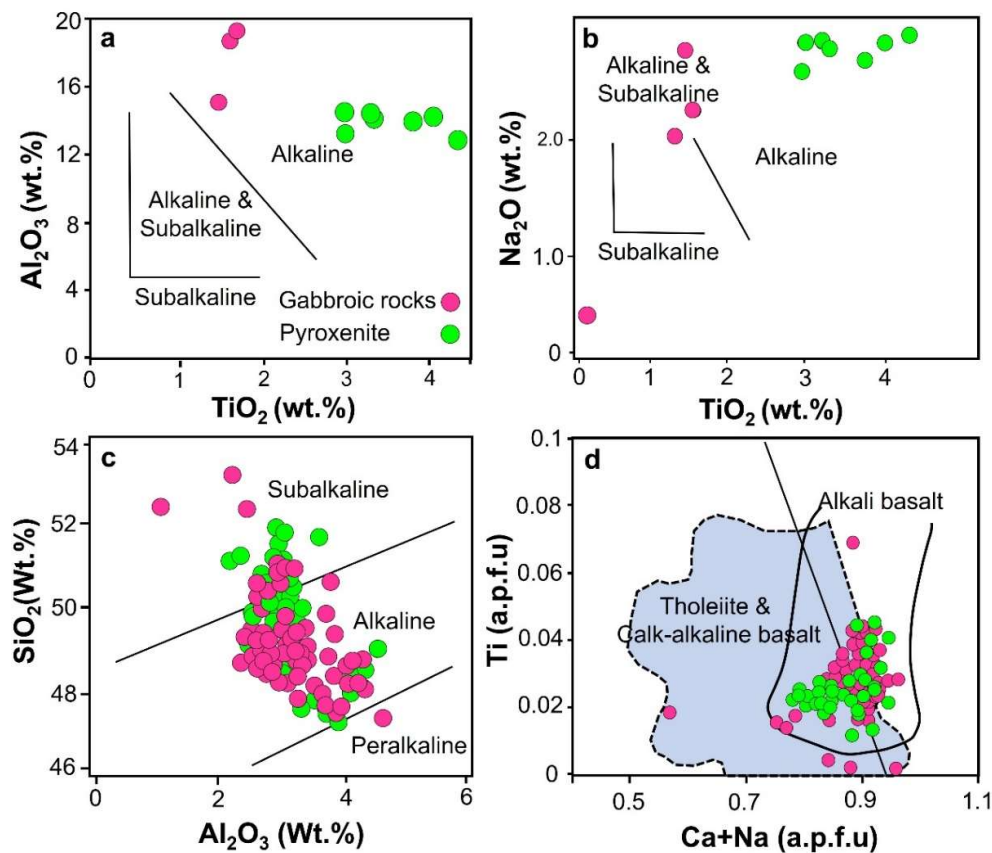 a
20
16
12
8
4
0
Al₂O₃ (wt.%)
Alkaline
Alkaline &
Subalkaline
Subalkaline
Gabbroic rocks
Pyroxenite
0 1 2 3 4
TiO₂ (wt.%)
b
2.0
1.0
0
Na₂O (wt.%)
Alkaline &
Subalkaline
Alkaline
Subalkaline
0 1 2 3 4
TiO₂ (wt.%)
c
54
52
50
48
46
SiO₂(Wt.%)
Subalkaline
Alkaline
Peralkaline
0 2 4 6
Al₂O₃ (Wt.%)
d
0.1
0.08
0.06
0.04
0.02
0
Ti (a.p.f.u)
Alkali basalt
Tholeiite &
Calk-alkaline basalt
0.5 0.7 0.9 1.1
Ca+Na (a.p.f.u)